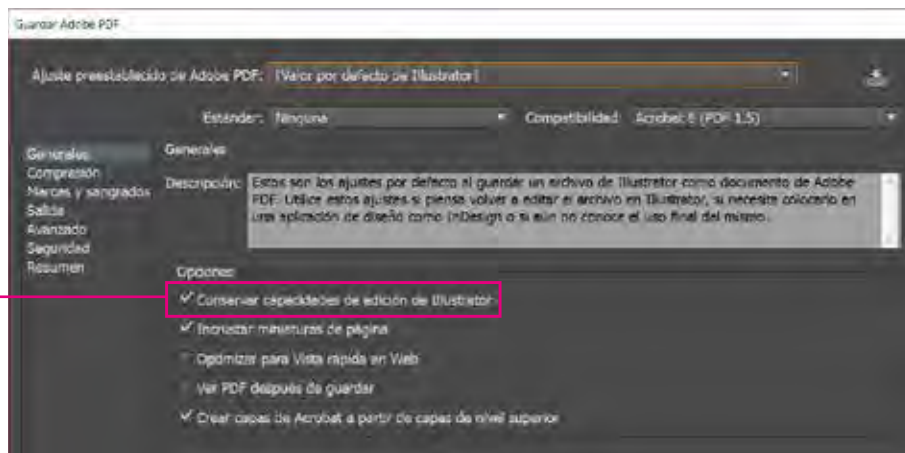 Guardar Adobe PDF
Ajuste preestablecido de Adobe PDF: [Valor por defecto de Illustrator]
Estándar: Ninguna Compatibilidad: Acrobat 6 (PDF 1.5)
Generales
Compresión
Marcas y sangrados
Salida
Avanzado
Seguridad
Resumen
Generales
Descripción: Estos son los ajustes por defecto al guardar un archivo de Illustrator como documento de Adobe
PDF. Utilice estos ajustes si piensa volver a editar el archivo en Illustrator, si necesita colocarlo en
una aplicación de diseño como InDesign o si aún no conoce el uso final del mismo.
Opciones
Conservar capacidades de edición de Illustrator
Incrustar miniaturas de página
Optimizar para Vista rápida en Web
Ver PDF después de guardar
Crear capas de Acrobat a partir de capas de nivel superior